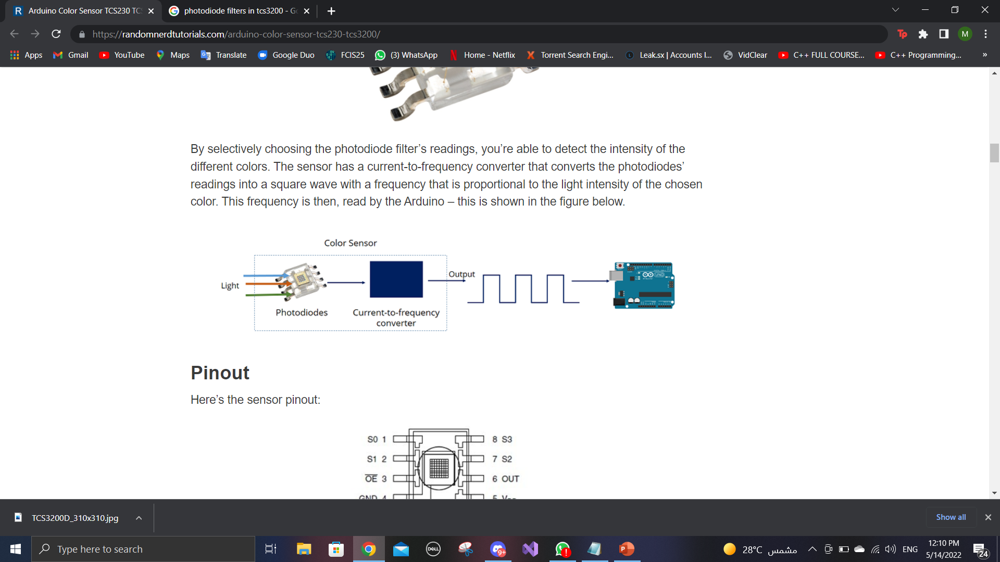 Arduino Color Sensor TCS230 TCS
photodiode filters in tcs3200 - Go
https://randomnerdtutorials.com/arduino-color-sensor-tcs230-tcs3200/
Tp
M
Apps
Gmail
YouTube
Maps
Translate
Google Duo
FCIS25
(3) WhatsApp
Home - Netflix
Torrent Search Engi...
Leak.sx | Accounts l...
VidClear
C++ FULL COURSE...
C++ Programming...
»
By selectively choosing the photodiode filter’s readings, you’re able to detect the intensity of the
different colors. The sensor has a current-to-frequency converter that converts the photodiodes’
readings into a square wave with a frequency that is proportional to the light intensity of the chosen
color. This frequency is then, read by the Arduino – this is shown in the figure below.
Color Sensor
Light
Photodiodes
Current-to-frequency
converter
Output
UNO
Pinout
Here’s the sensor pinout:
S0 1
8 S3
S1 2
7 S2
OE 3
6 OUT
GND 4
5 VDD
TCS3200D_310x310.jpg
Show all
Type here to search
DELL
9+
28°C مشمس
ENG
12:10 PM
5/14/2022
24